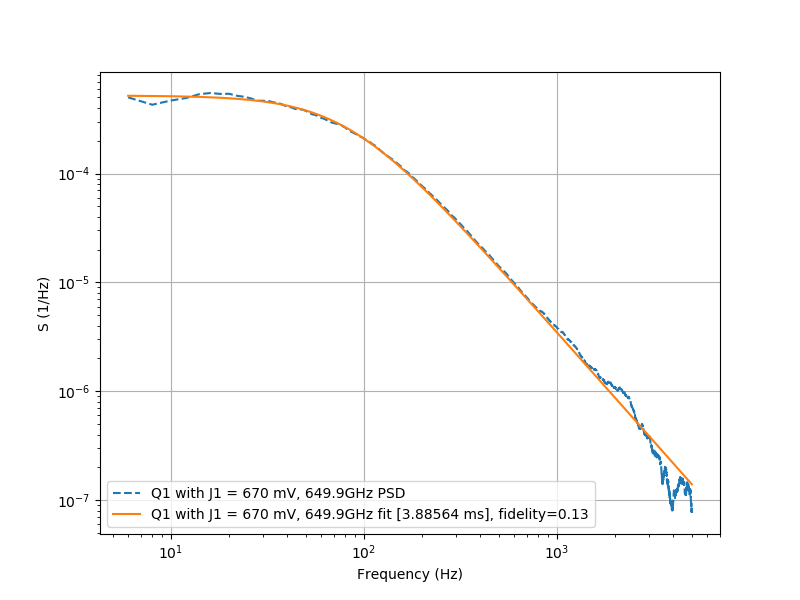 10⁻⁴
10⁻⁵
10⁻⁶
10⁻⁷
S (1/Hz)
Q1 with J1 = 670 mV, 649.9GHz PSD
Q1 with J1 = 670 mV, 649.9GHz fit [3.88564 ms], fidelity=0.13
10¹ 10² 10³
Frequency (Hz)